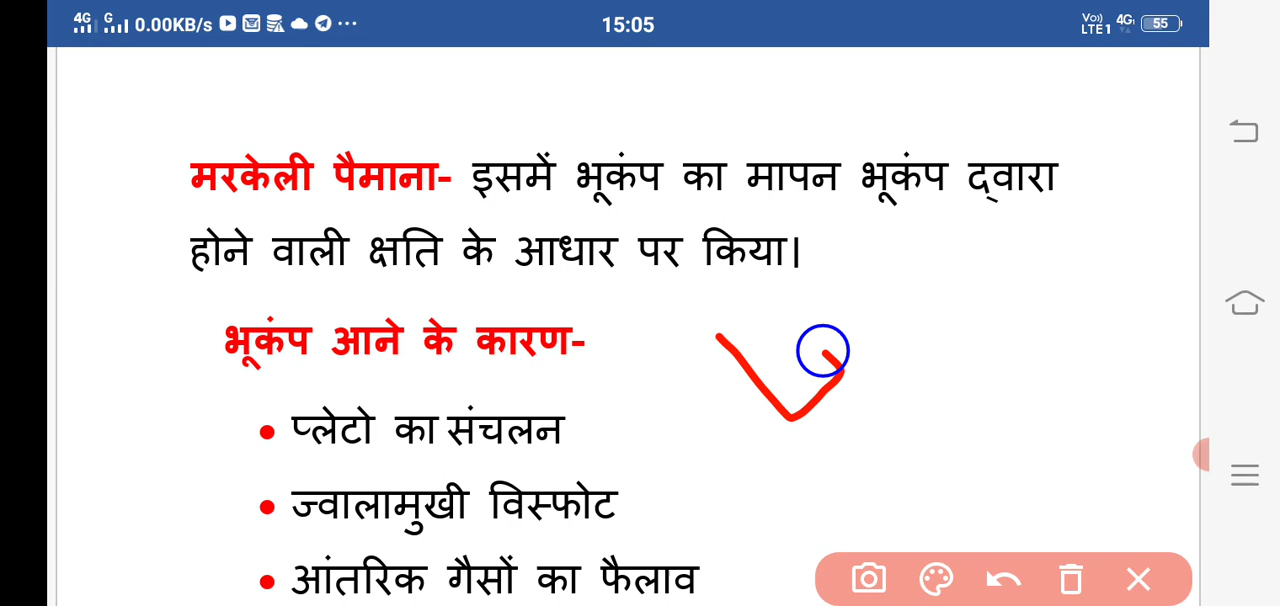 4G G 0.00KB/s 15:05 Vo) LTE1 4G 55
मरकेली पैमाना- इसमें भूकंप का मापन भूकंप द्वारा
होने वाली क्षति के आधार पर किया।
भूकंप आने के कारण-
• प्लेटो का संचलन
• ज्वालामुखी विस्फोट
• आंतरिक गैसों का फैलाव